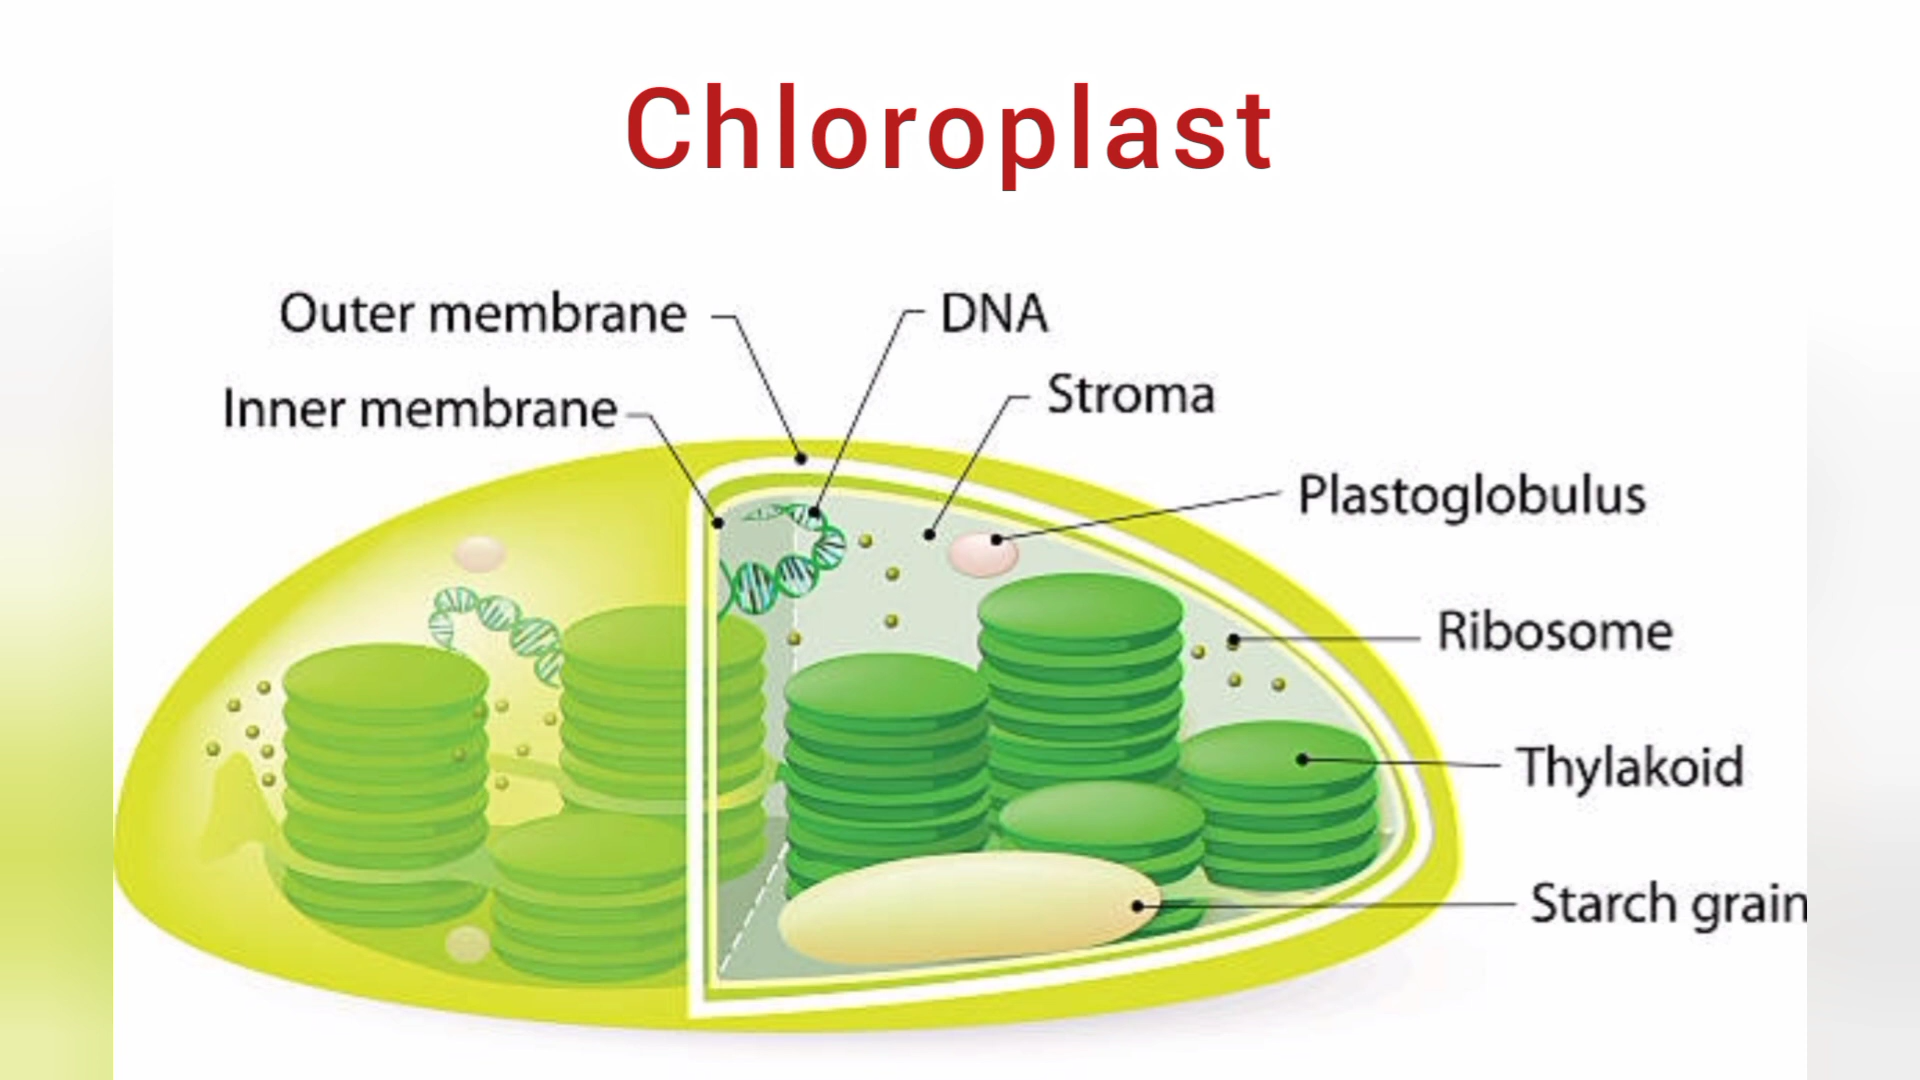 Chloroplast
Outer membrane
DNA
Inner membrane
Stroma
Plastoglobulus
Ribosome
Thylakoid
Starch grain